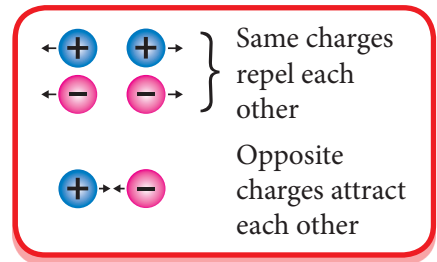 + +
Same charges
− −
repel each
other
Opposite
+ −
charges attract
each other